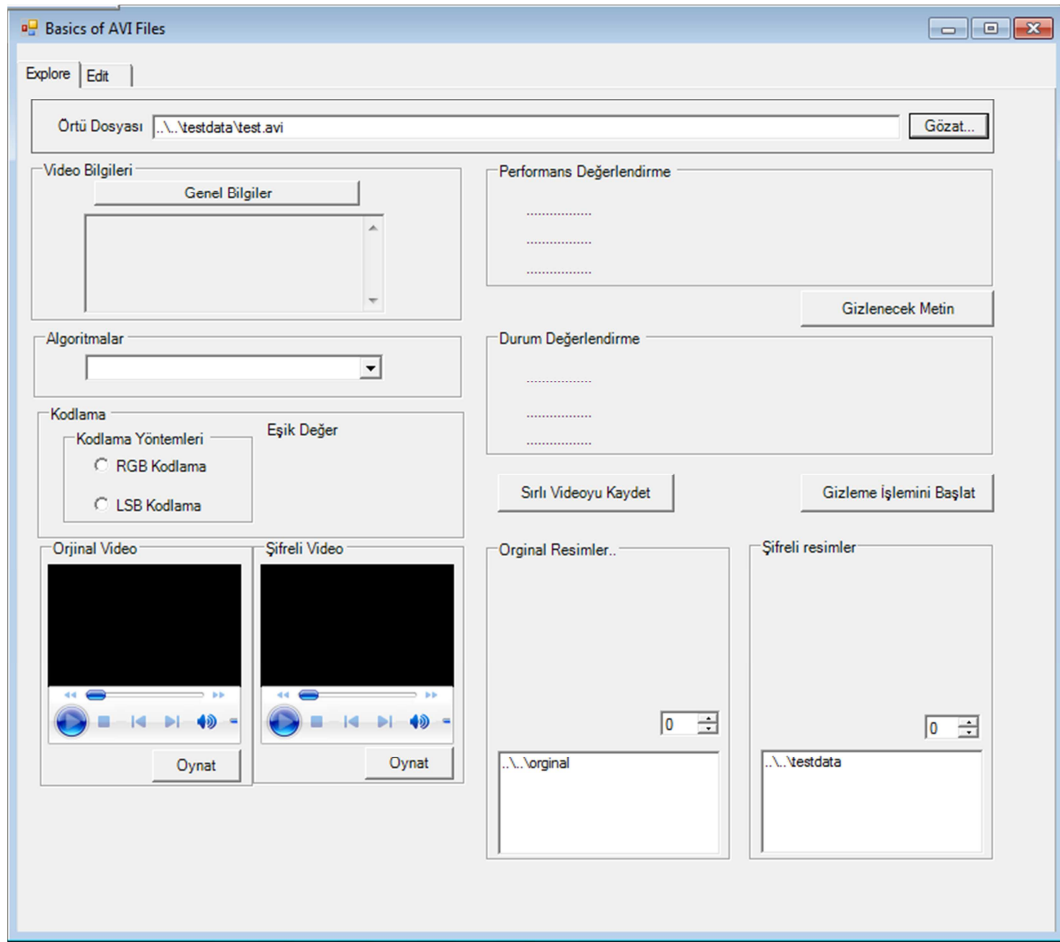 Basics of AVI Files
Explore
Edit
Örtü Dosyası
..\..\testdata\test.avi
Gözat...
Video Bilgileri
Genel Bilgiler
Performans Değerlendirme
.................
.................
.................
Gizlenecek Metin
Algoritmalar
Durum Değerlendirme
.................
.................
.................
Kodlama
Kodlama Yöntemleri
RGB Kodlama
LSB Kodlama
Eşik Değer
Sırlı Videoyu Kaydet
Gizleme İşlemini Başlat
Orjinal Video
Şifreli Video
Oynat
Oynat
Orginal Resimler..
0
..\..\orginal
Şifreli resimler
0
..\..\testdata